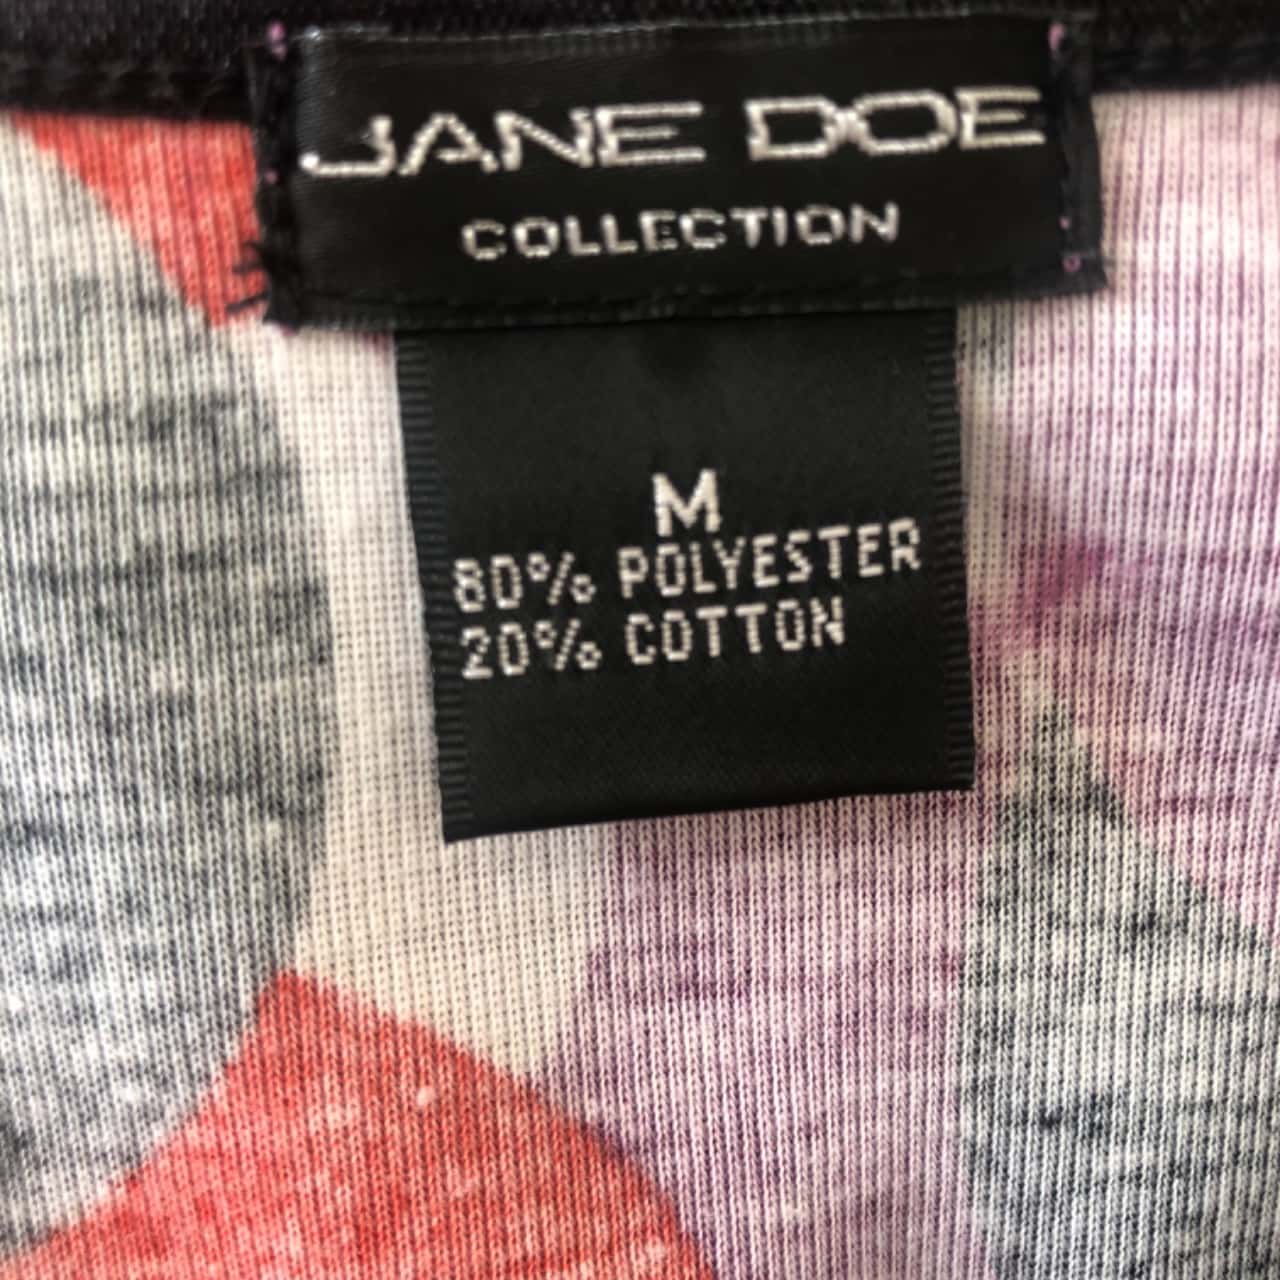 JANE DOE
COLLECTION
M
80% POLYESTER
20% COTTON